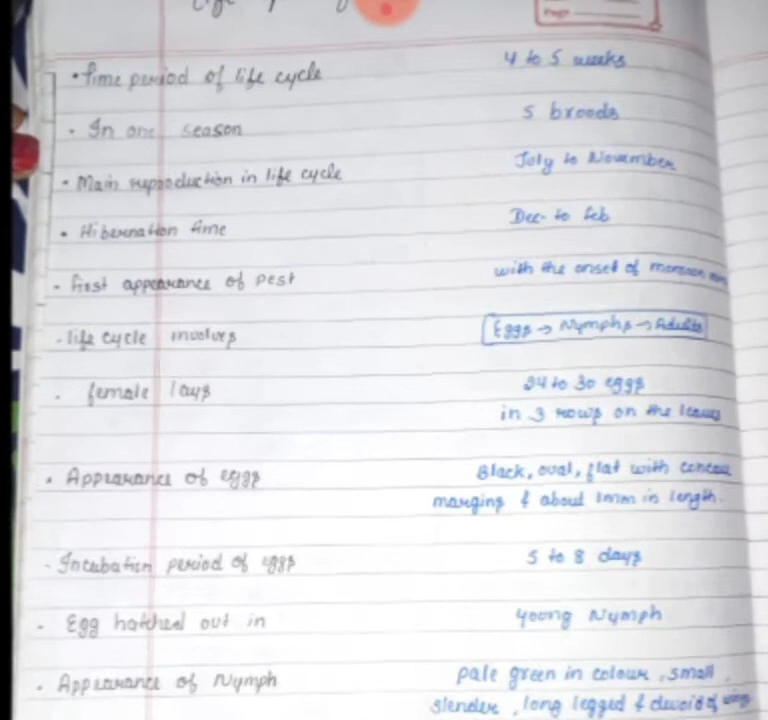 Page
• Time period of life cycle 4 to 5 weeks
• In one season 5 broods
• Main reproduction in life cycle July to November
• Hibernation time Dec- to Feb
- First appearance of pest with the onset of monsoon
- life cycle involves Eggs → Nymphs → Adults
. female lays 24 to 30 eggs
in 3 rows on the leaves
• Appearance of eggs Black, oval, flat with concave
margins & about 1mm in length.
- Incubation period of eggs 5 to 8 days
- Egg hatched out in young Nymph
- Appearance of Nymph pale green in colour, small,
slender, long legged & devoid of wings